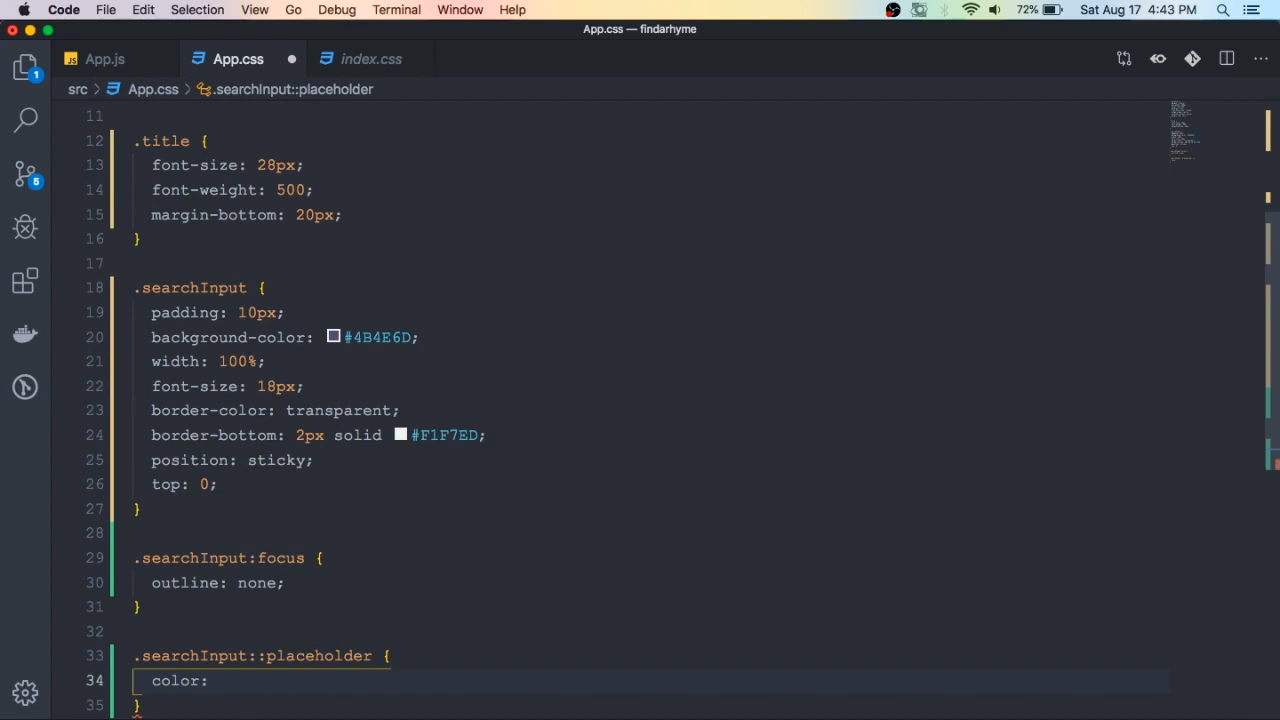 Code File Edit Selection View Go Debug Terminal Window Help 72% Sat Aug 17 4:43 PM
App.css — findarhyme
JS App.js App.css index.css
1
src > App.css > .searchInput::placeholder
11
12 .title {
13 font-size: 28px;
14 font-weight: 500;
15 margin-bottom: 20px;
16 }
17
18 .searchInput {
19 padding: 10px;
20 background-color: #4B4E6D;
21 width: 100%;
22 font-size: 18px;
23 border-color: transparent;
24 border-bottom: 2px solid #F1F7ED;
25 position: sticky;
26 top: 0;
27 }
28
29 .searchInput:focus {
30 outline: none;
31 }
32
33 .searchInput::placeholder {
34 color:
35 }
5